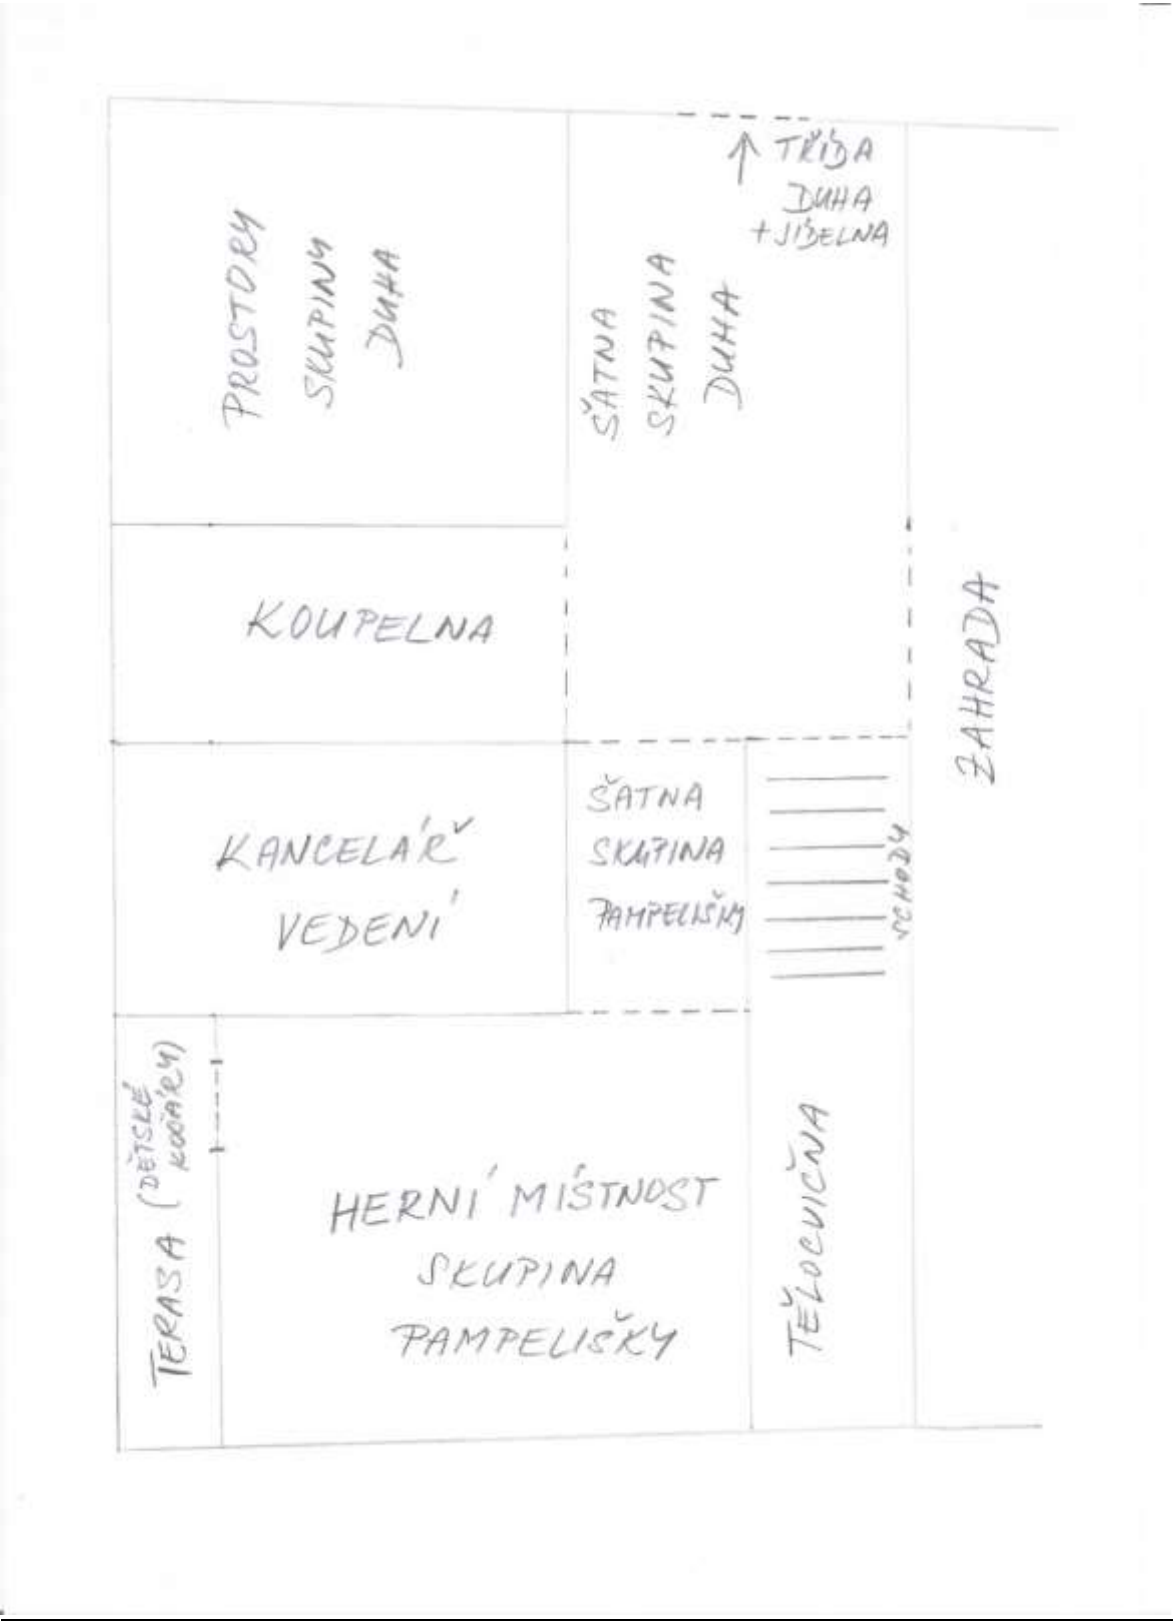 PROSTORY
SKUPINY
DUHA
ŠATNA
SKUPINA
DUHA
TŘÍDA
DUHA
+ JÍDELNA
KOUPELNA
ZAHRADA
KANCELÁŘ
VEDENÍ
ŠATNA
SKUPINA
PAMPELIŠKY
SCHODY
TERASA (DĚTSKÉ
KOČÁRY)
HERNÍ MÍSTNOST
SKUPINA
PAMPELIŠKY
TĚLOCVIČNA